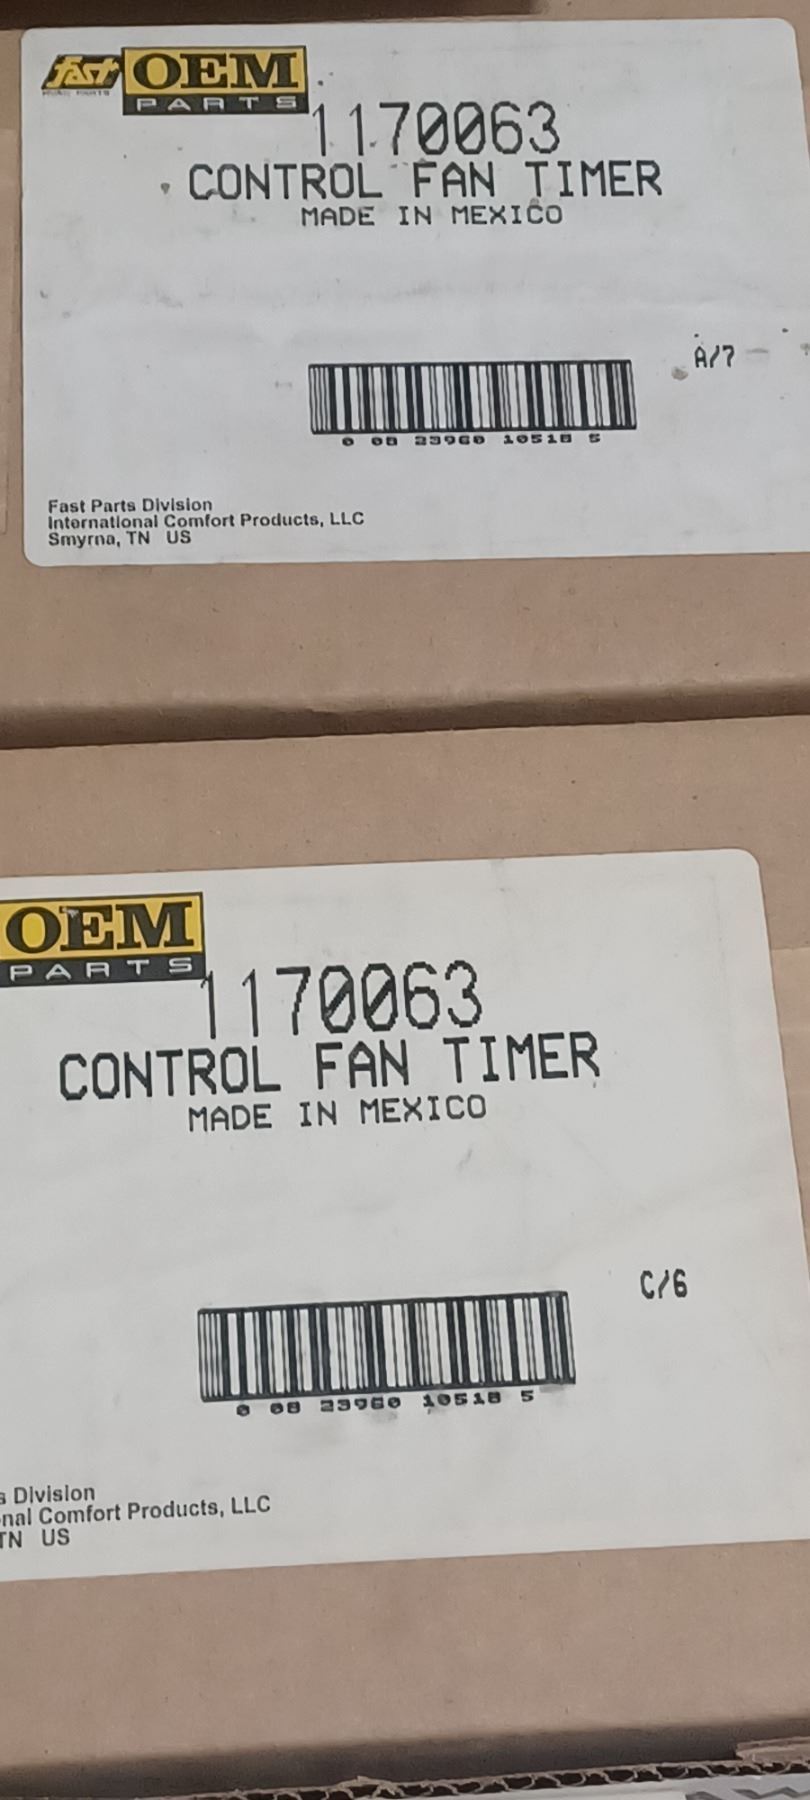 fast OEM
PARTS
1170063
CONTROL FAN TIMER
MADE IN MEXICO
A/7
0 08 23960 10518 5
Fast Parts Division
International Comfort Products, LLC
Smyrna, TN US
OEM
PARTS
1170063
CONTROL FAN TIMER
MADE IN MEXICO
C/6
0 08 23960 10518 5
s Division
nal Comfort Products, LLC
TN US